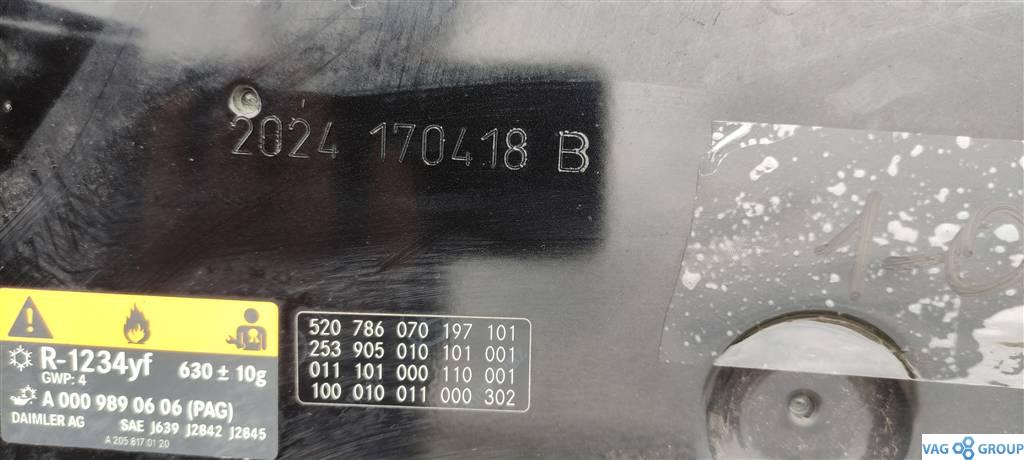 2024 170418 B
1-0
R-1234yf 630 ± 10g
GWP: 4
A 000 989 06 06 (PAG)
DAIMLER AG SAE J639 J2842 J2845
A 205 817 01 20
520 786 070 197 101
253 905 010 101 001
011 101 000 110 001
100 010 011 000 302
VAG GROUP